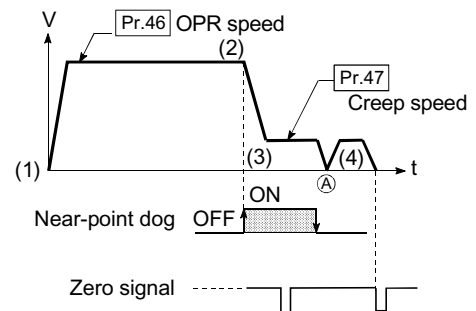 V
Pr.46 OPR speed
(2)
Pr.47
Creep speed
(1)
(3)
(4)
t
A
ON
Near-point dog
OFF
Zero signal